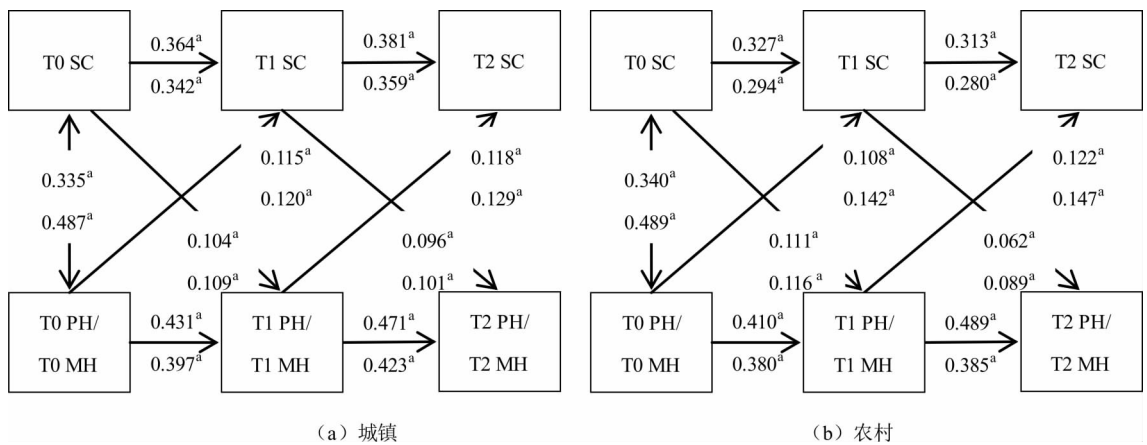 T0 SC
0.364a
0.342a
T1 SC
0.381a
0.359a
T2 SC
0.335a
0.487a
0.115a
0.120a
0.118a
0.129a
0.104a
0.109a
0.096a
0.101a
T0 PH/
T0 MH
0.431a
0.397a
T1 PH/
T1 MH
0.471a
0.423a
T2 PH/
T2 MH
（a）城镇
T0 SC
0.327a
0.294a
T1 SC
0.313a
0.280a
T2 SC
0.340a
0.489a
0.108a
0.142a
0.122a
0.147a
0.111a
0.116a
0.062a
0.089a
T0 PH/
T0 MH
0.410a
0.380a
T1 PH/
T1 MH
0.489a
0.385a
T2 PH/
T2 MH
（b）农村